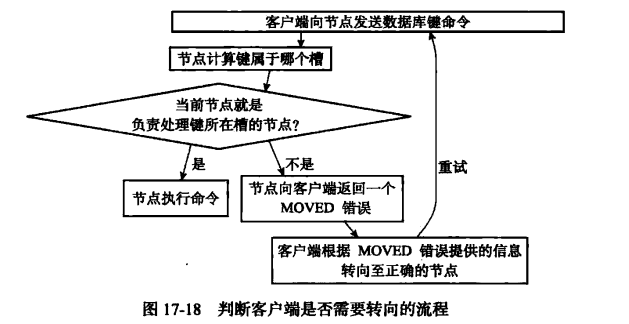 客户端向节点发送数据库键命令
节点计算键属于哪个槽
当前节点就是
负责处理键所在槽的节点?
是
不是
重试
节点执行命令
节点向客户端返回一个
MOVED 错误
客户端根据 MOVED 错误提供的信息
转向至正确的节点
图 17-18 判断客户端是否需要转向的流程